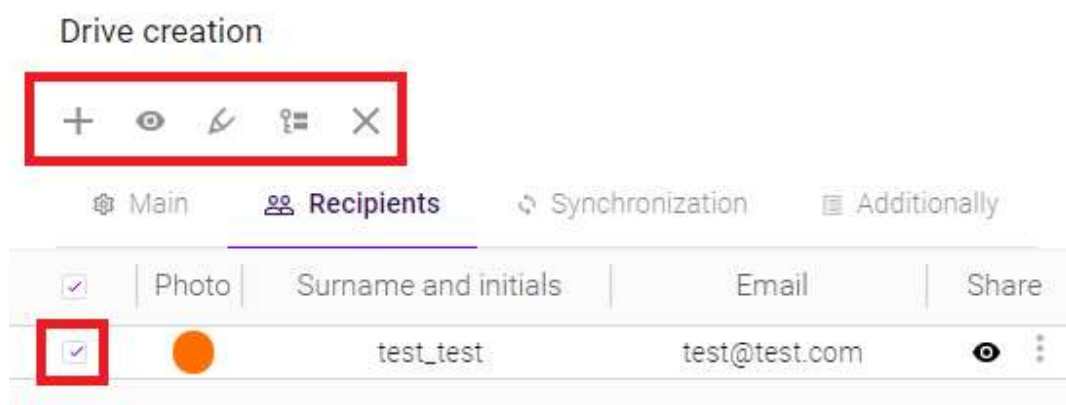 Drive creation
Main Recipients Synchronization Additionally
Photo Surname and initials Email Share
test_test test@test.com